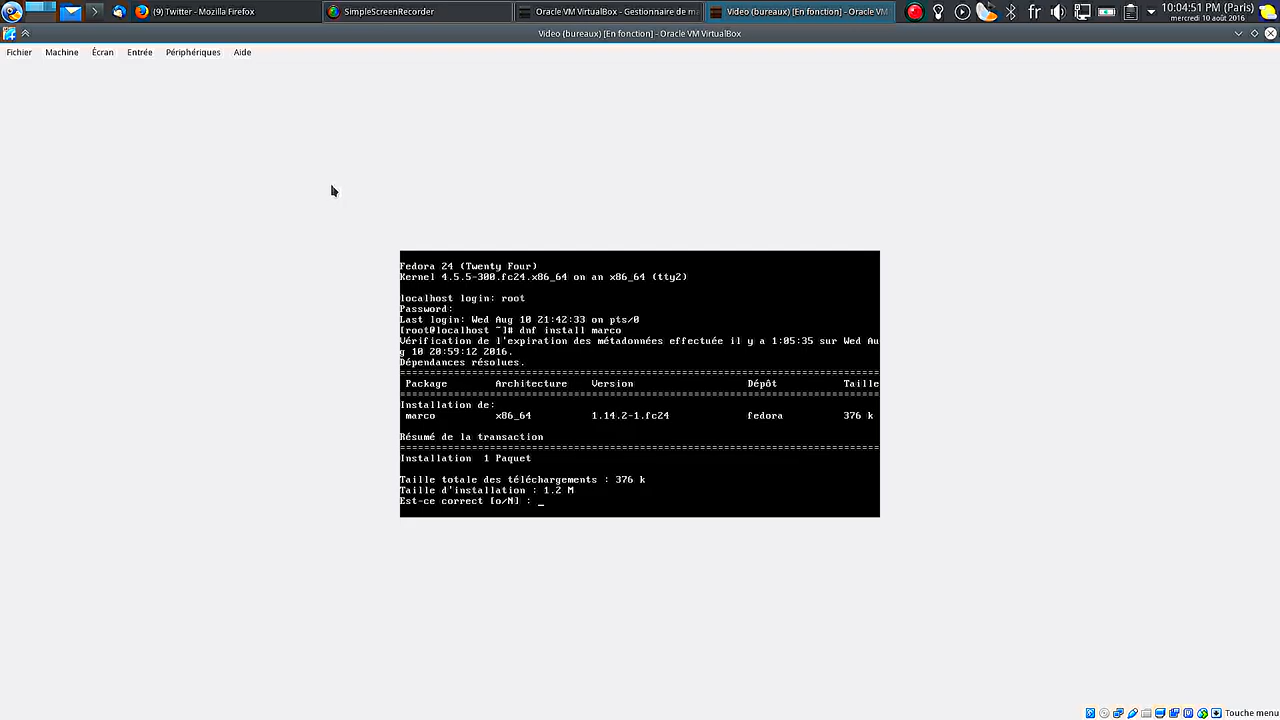 (9) Twitter - Mozilla Firefox
SimpleScreenRecorder
Oracle VM VirtualBox - Gestionnaire de ma
Video (bureaux) [En fonction] - Oracle VM
fr
10:04:51 PM (Paris)
mercredi 10 août 2016
Video (bureaux) [En fonction] - Oracle VM VirtualBox
Fichier Machine Écran Entrée Périphériques Aide
Fedora 24 (Twenty Four)
Kernel 4.5.5-300.fc24.x86_64 on an x86_64 (tty2)
localhost login: root
Password:
Last login: Wed Aug 10 21:42:33 on pts/0
[root@localhost ~]# dnf install marco
Vérification de l'expiration des métadonnées effectuée il y a 1:05:35 sur Wed Au
g 10 20:59:12 2016.
Dépendances résolues.
================================================================================
Package Architecture Version Dépôt Taille
================================================================================
Installation de:
marco x86_64 1.14.2-1.fc24 fedora 376 k
Résumé de la transaction
================================================================================
Installation 1 Paquet
Taille totale des téléchargements : 376 k
Taille d'installation : 1.2 M
Est-ce correct [o/N] : _
Touche menu